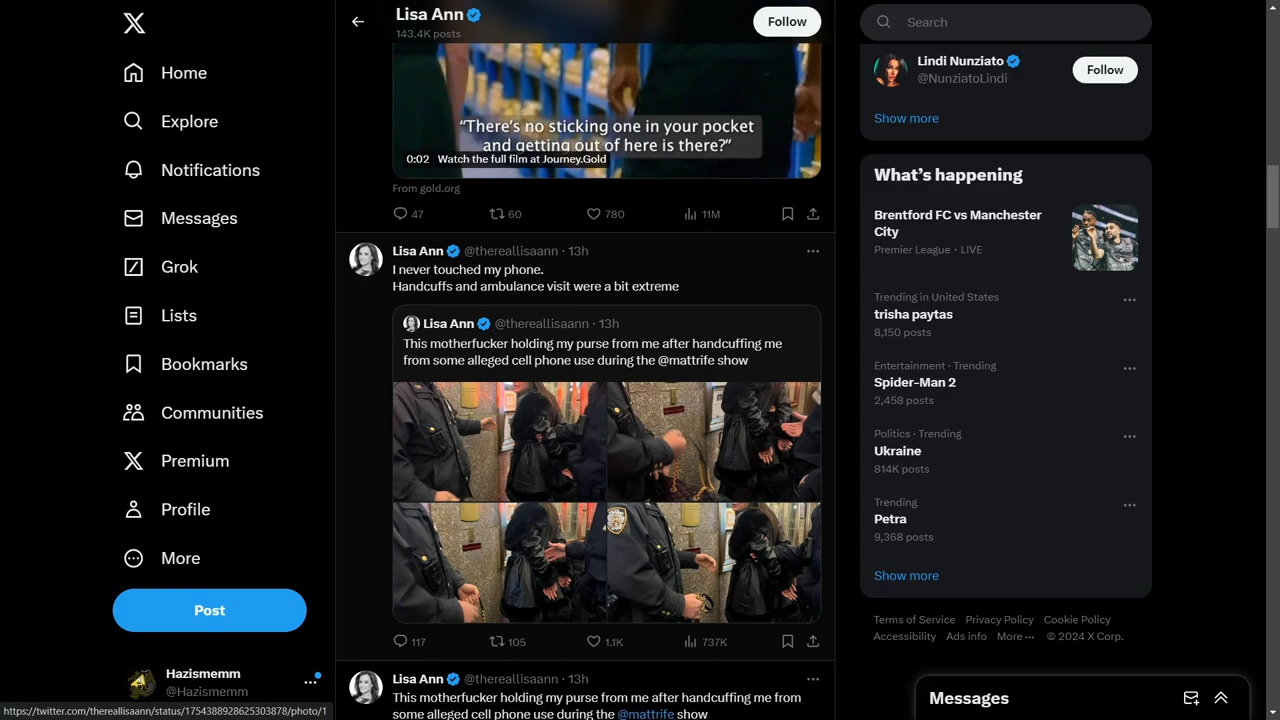 Home
Explore
Notifications
Messages
Grok
Lists
Bookmarks
Communities
Premium
Profile
More
Post
Hazismemm
@Hazismemm
https://twitter.com/thereallisaann/status/1754388928625303878/photo/1
Lisa Ann
143.4K posts
Follow
“There’s no sticking one in your pocket
and getting out of here is there?”
0:02 Watch the full film at Journey.Gold
From gold.org
47 60 780 11M
Lisa Ann @thereallisaann · 13h
I never touched my phone.
Handcuffs and ambulance visit were a bit extreme
Lisa Ann @thereallisaann · 13h
This motherfucker holding my purse from me after handcuffing me
from some alleged cell phone use during the @mattrife show
117 105 1.1K 737K
Lisa Ann @thereallisaann · 13h
This motherfucker holding my purse from me after handcuffing me from
some alleged cell phone use during the @mattrife show
Search
Lindi Nunziato
@NunziatoLindi
Follow
Show more
What’s happening
Brentford FC vs Manchester
City
Premier League · LIVE
Trending in United States
trisha paytas
8,150 posts
Entertainment · Trending
Spider-Man 2
2,458 posts
Politics · Trending
Ukraine
814K posts
Trending
Petra
9,368 posts
Show more
Terms of Service Privacy Policy Cookie Policy
Accessibility Ads info More ··· © 2024 X Corp.
Messages